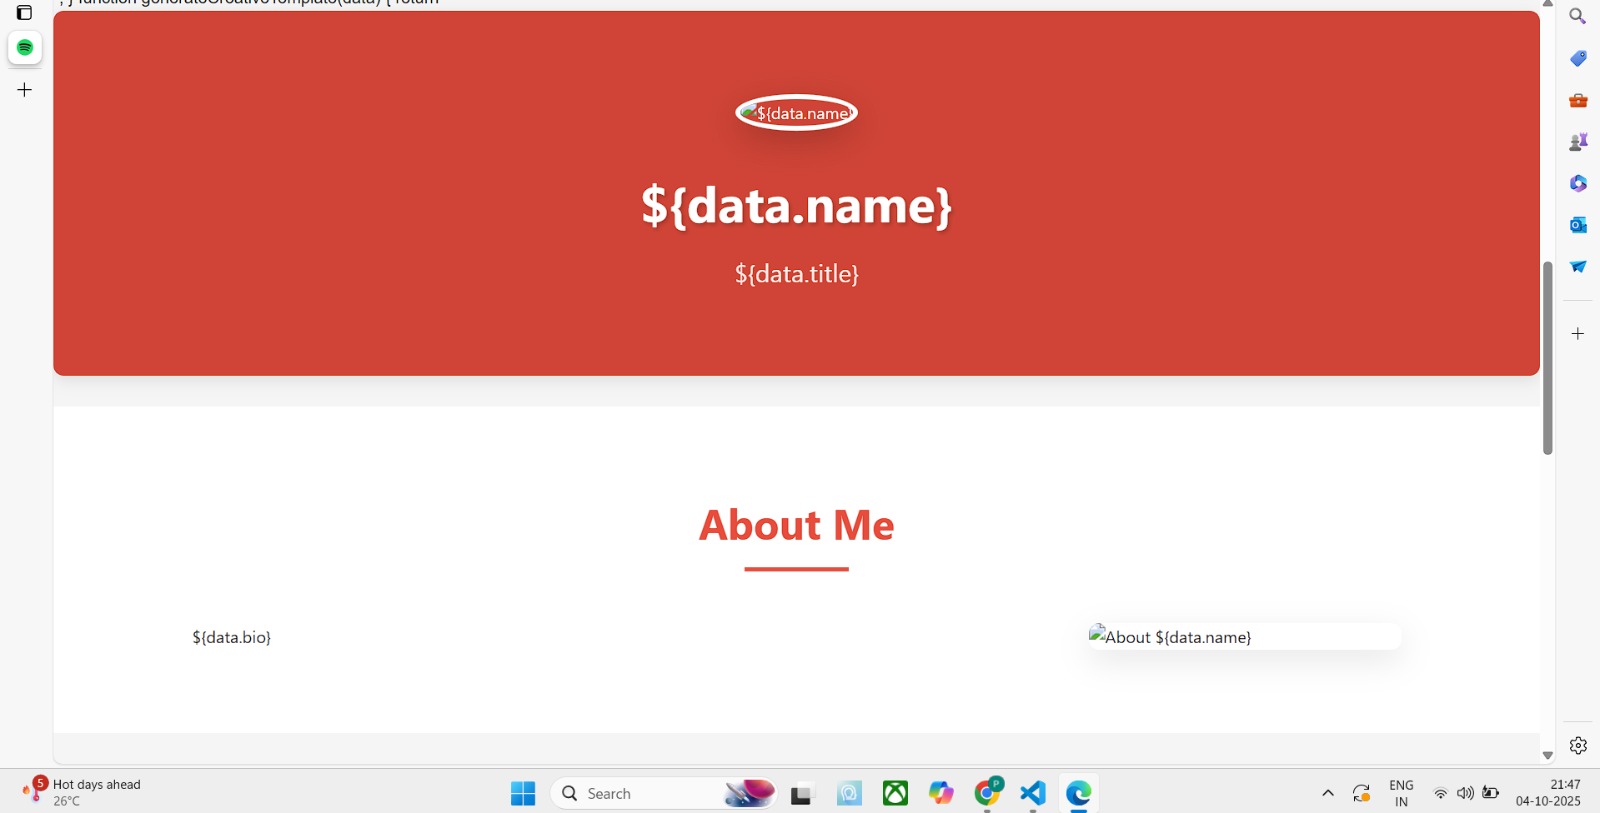 ; } function generateCreativeTemplate(data) { return `
${data.name}
${data.name}
${data.title}
About Me
${data.bio}
About ${data.name}
5
Hot days ahead
26°C
Search
P
ENG
IN
21:47
04-10-2025